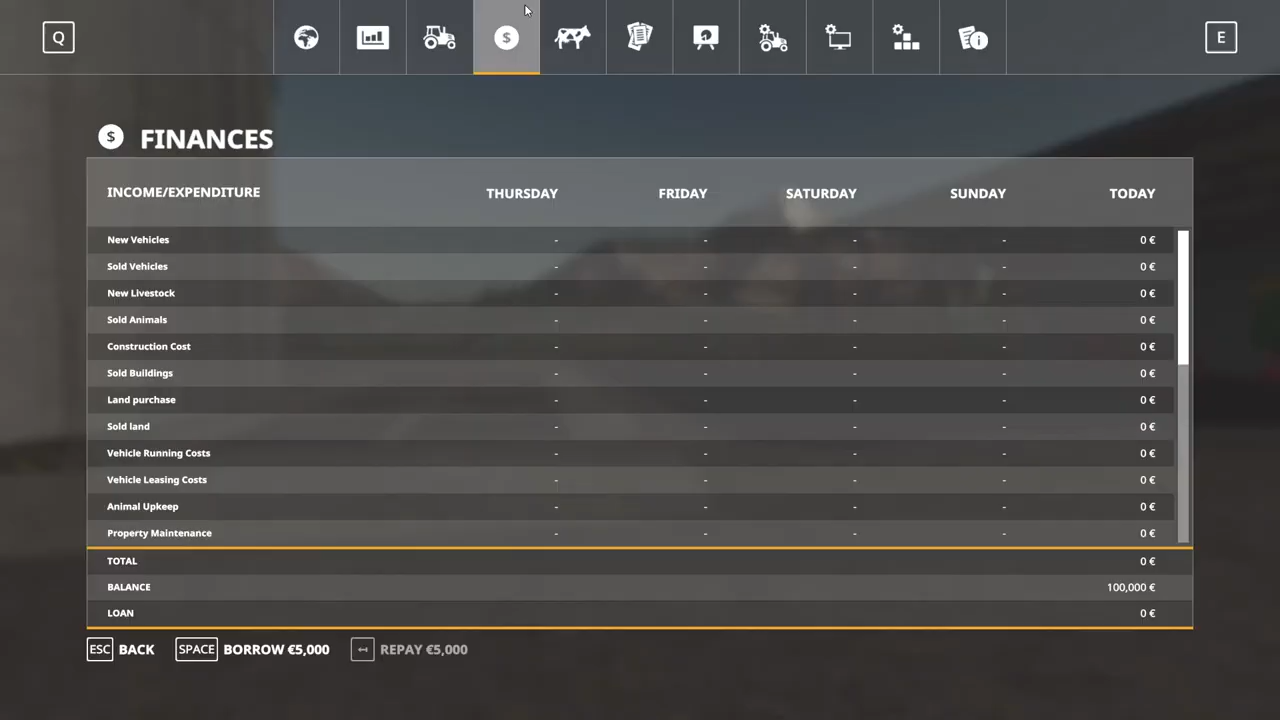 Q
$
E
$ FINANCES
INCOME/EXPENDITURE THURSDAY FRIDAY SATURDAY SUNDAY TODAY
New Vehicles - - - - 0 €
Sold Vehicles - - - - 0 €
New Livestock - - - - 0 €
Sold Animals - - - - 0 €
Construction Cost - - - - 0 €
Sold Buildings - - - - 0 €
Land purchase - - - - 0 €
Sold land - - - - 0 €
Vehicle Running Costs - - - - 0 €
Vehicle Leasing Costs - - - - 0 €
Animal Upkeep - - - - 0 €
Property Maintenance - - - - 0 €
TOTAL 0 €
BALANCE 100,000 €
LOAN 0 €
ESC BACK SPACE BORROW €5,000 ↔ REPAY €5,000